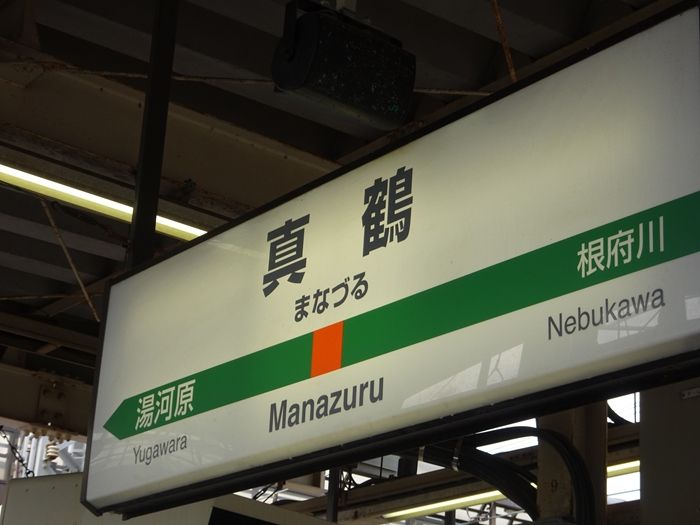 真鶴
まなづる
根府川
湯河原
Manazuru
Nebukawa
Yugawara